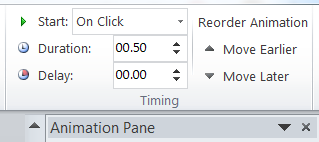 Start: On Click Reorder Animation
Duration: 00.50 Move Earlier
Delay: 00.00 Move Later
Timing
Animation Pane